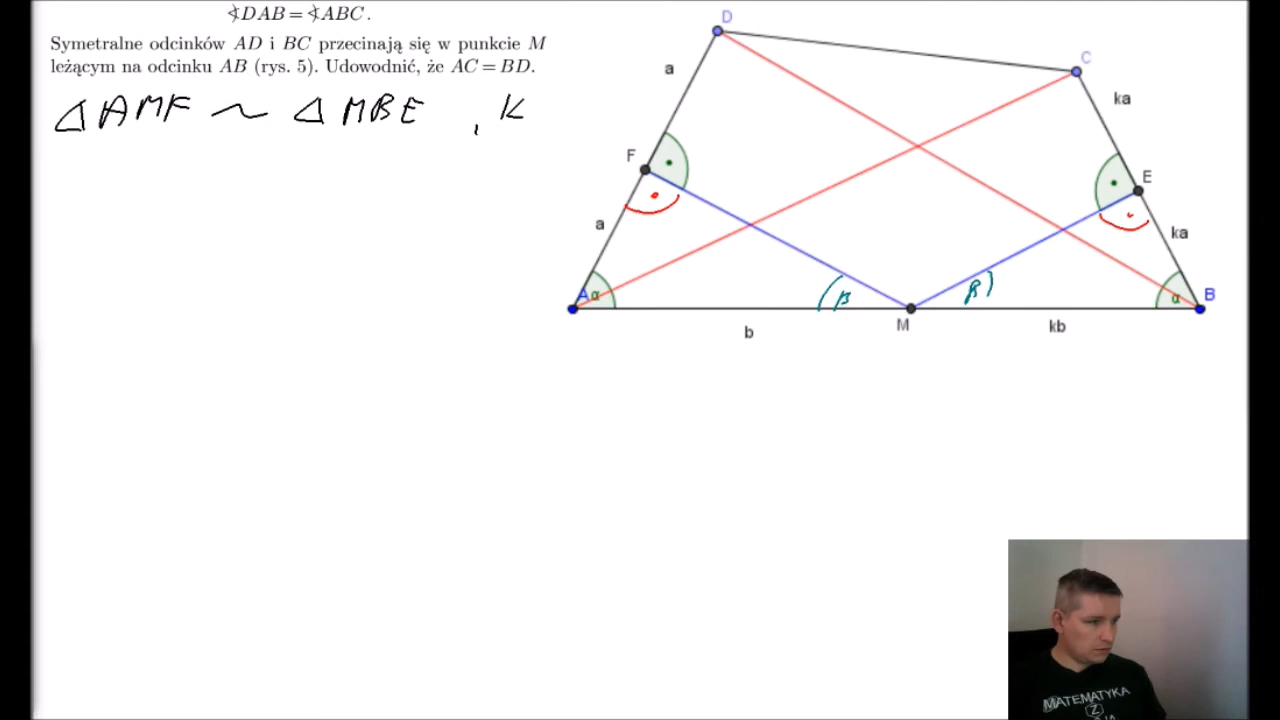 ∢DAB = ∢ABC.
Symetralne odcinków AD i BC przecinają się w punkcie M
leżącym na odcinku AB (rys. 5). Udowodnić, że AC = BD.
△AMF ~ △MBE , K
D
a
C
ka
F
E
a
ka
A α
β
β
α B
b
M
kb
MATEMATYKA
Z